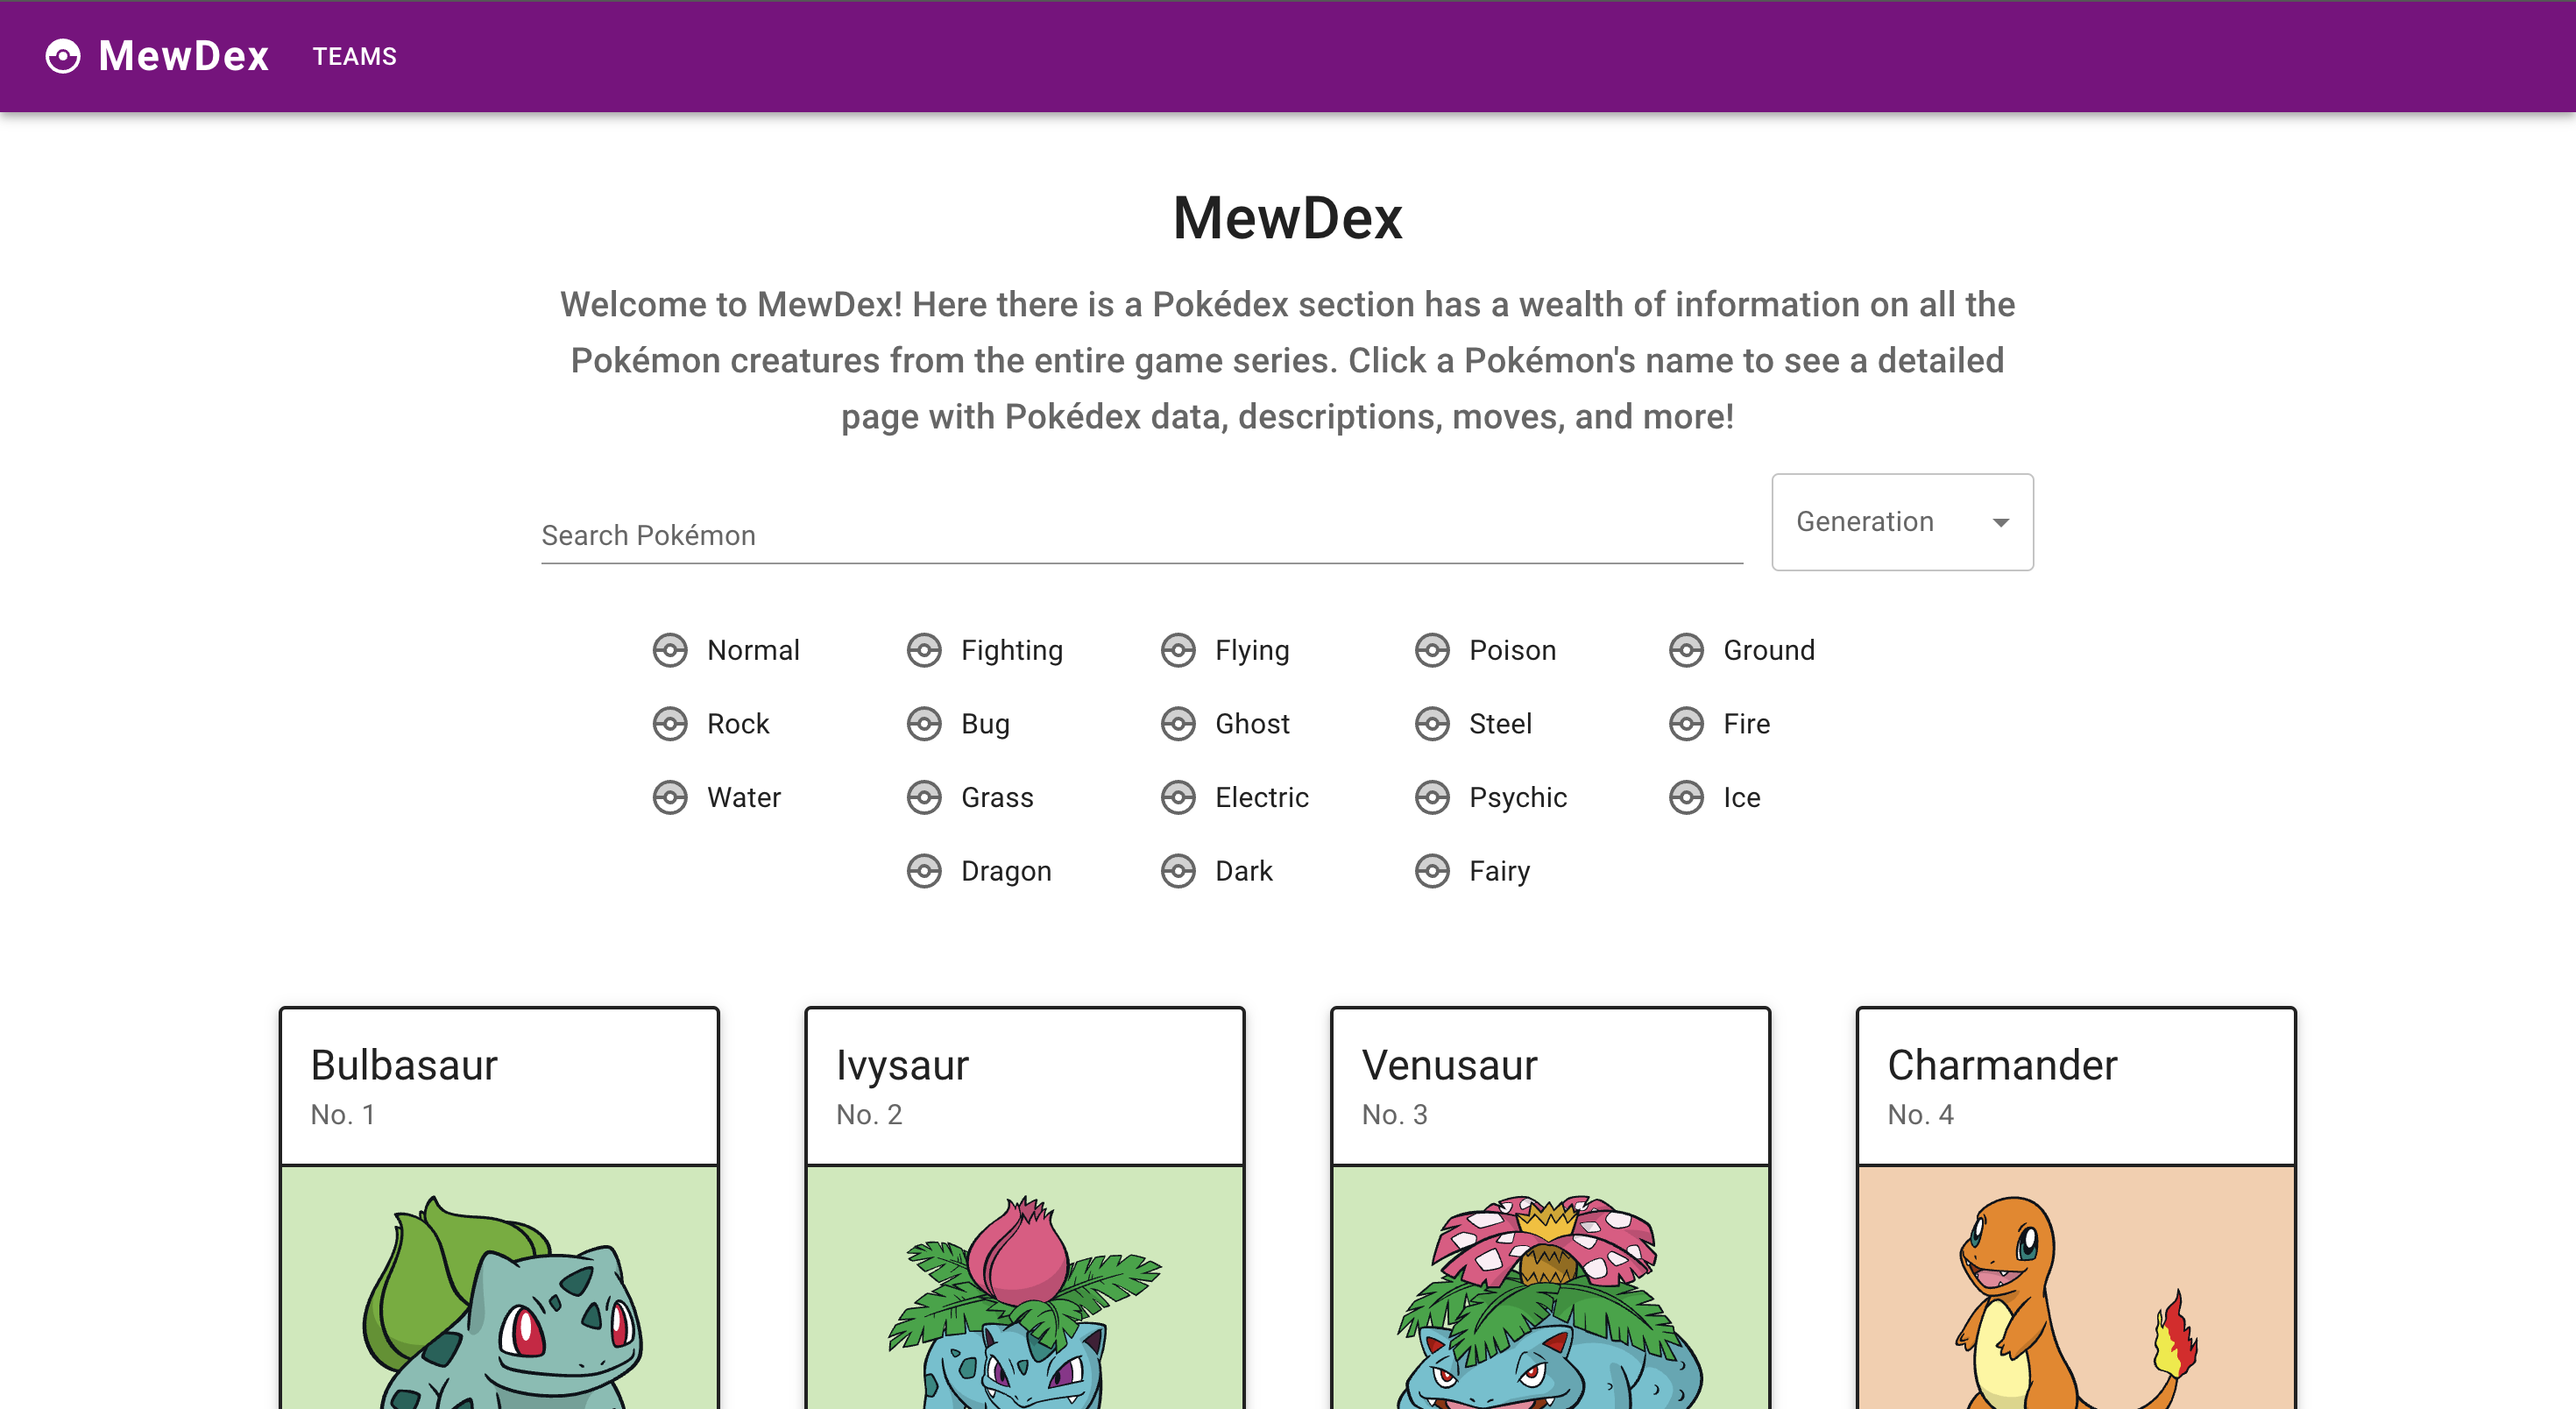 MewDex TEAMS
MewDex
Welcome to MewDex! Here there is a Pokédex section has a wealth of information on all the
Pokémon creatures from the entire game series. Click a Pokémon's name to see a detailed
page with Pokédex data, descriptions, moves, and more!
Search Pokémon Generation
Normal Fighting Flying Poison Ground
Rock Bug Ghost Steel Fire
Water Grass Electric Psychic Ice
Dragon Dark Fairy
Bulbasaur Ivysaur Venusaur Charmander
No. 1 No. 2 No. 3 No. 4